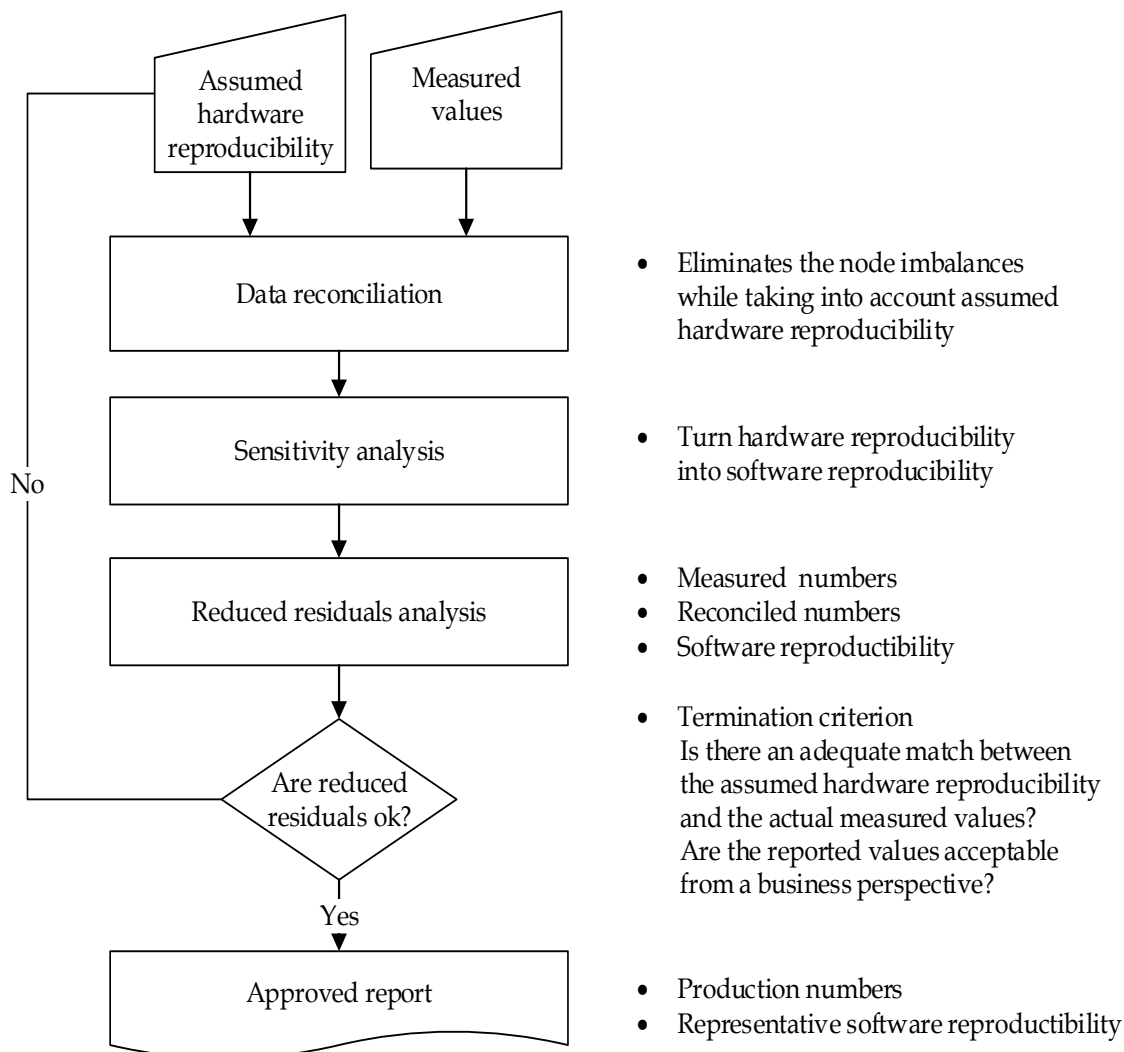 Assumed
hardware
reproducibility
Measured
values
Data reconciliation
• Eliminates the node imbalances
while taking into account assumed
hardware reproducibility
Sensitivity analysis
• Turn hardware reproducibility
into software reproducibility
No
Reduced residuals analysis
• Measured numbers
• Reconciled numbers
• Software reproductibility
Are reduced
residuals ok?
• Termination criterion
Is there an adequate match between
the assumed hardware reproducibility
and the actual measured values?
Are the reported values acceptable
from a business perspective?
Yes
Approved report
• Production numbers
• Representative software reproductibility